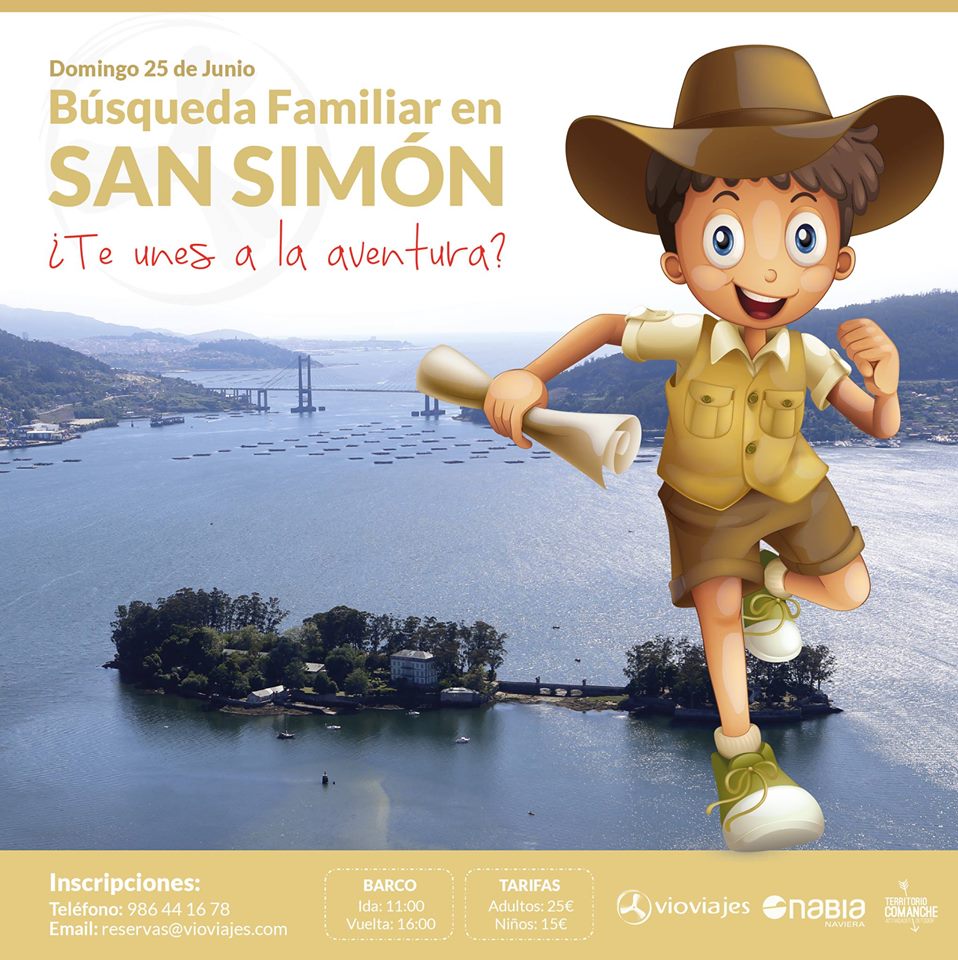 Domingo 25 de Junio
Búsqueda Familiar en
SAN SIMÓN
¿Te unes a la aventura?
Inscripciones:
Teléfono: 986 44 16 78
Email: reservas@vioviajes.com
BARCO
Ida: 11:00
Vuelta: 16:00
TARIFAS
Adultos: 25€
Niños: 15€
vioviajes
nabia
NAVIERA
TERRITORIO
COMANCHE